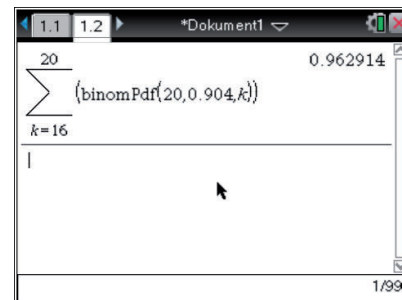 1.1 1.2 *Dokument1
20
∑ (binomPdf(20,0.904,k)) 0.962914
k=16
1/99